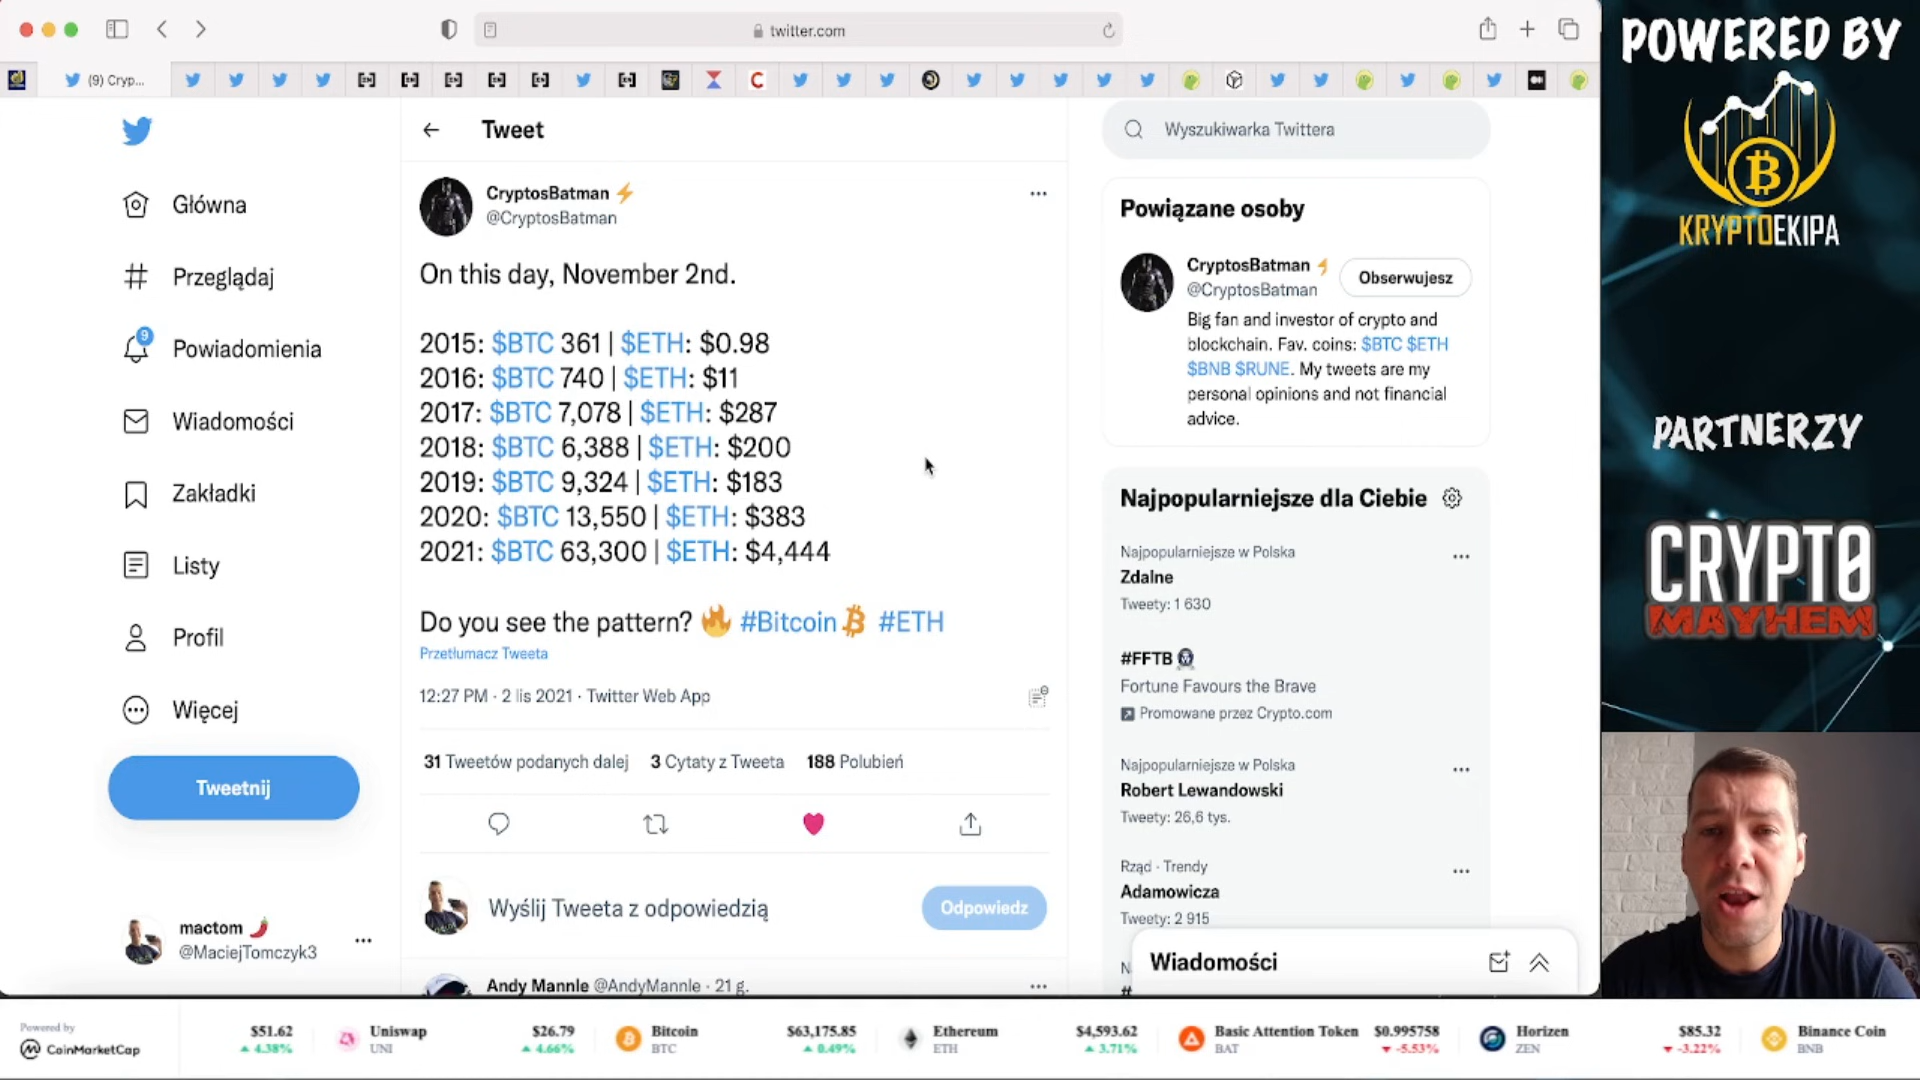 twitter.com
(9) Cryp...
Tweet
Główna
Przeglądaj
9
Powiadomienia
Wiadomości
Zakładki
Listy
Profil
Więcej
Tweetnij
mactom
@MaciejTomczyk3
CryptosBatman
@CryptosBatman
On this day, November 2nd.
2015: $BTC 361 | $ETH: $0.98
2016: $BTC 740 | $ETH: $11
2017: $BTC 7,078 | $ETH: $287
2018: $BTC 6,388 | $ETH: $200
2019: $BTC 9,324 | $ETH: $183
2020: $BTC 13,550 | $ETH: $383
2021: $BTC 63,300 | $ETH: $4,444
Do you see the pattern? #Bitcoin #ETH
Przetłumacz Tweeta
12:27 PM · 2 lis 2021 · Twitter Web App
31 Tweetów podanych dalej 3 Cytaty z Tweeta 188 Polubień
Wyślij Tweeta z odpowiedzią
Odpowiedz
Andy Mannle @AndyMannle · 21 g.
Wyszukiwarka Twittera
Powiązane osoby
CryptosBatman
@CryptosBatman
Obserwujesz
Big fan and investor of crypto and
blockchain. Fav. coins: $BTC $ETH
$BNB $RUNE. My tweets are my
personal opinions and not financial
advice.
Najpopularniejsze dla Ciebie
Najpopularniejsze w Polska
Zdalne
Tweety: 1 630
#FFTB
Fortune Favours the Brave
Promowane przez Crypto.com
Najpopularniejsze w Polska
Robert Lewandowski
Tweety: 26,6 tys.
Rząd · Trendy
Adamowicza
Tweety: 2 915
Wiadomości
POWERED BY
KRYPTOEKIPA
PARTNERZY
CRYPTO
MAYHEM
Powered by
CoinMarketCap
$51.62
4.38%
Uniswap
UNI
$26.79
4.66%
Bitcoin
BTC
$63,175.85
0.49%
Ethereum
ETH
$4,593.62
3.71%
Basic Attention Token
BAT
$0.995758
-5.53%
Horizen
ZEN
$85.32
-3.22%
Binance Coin
BNB